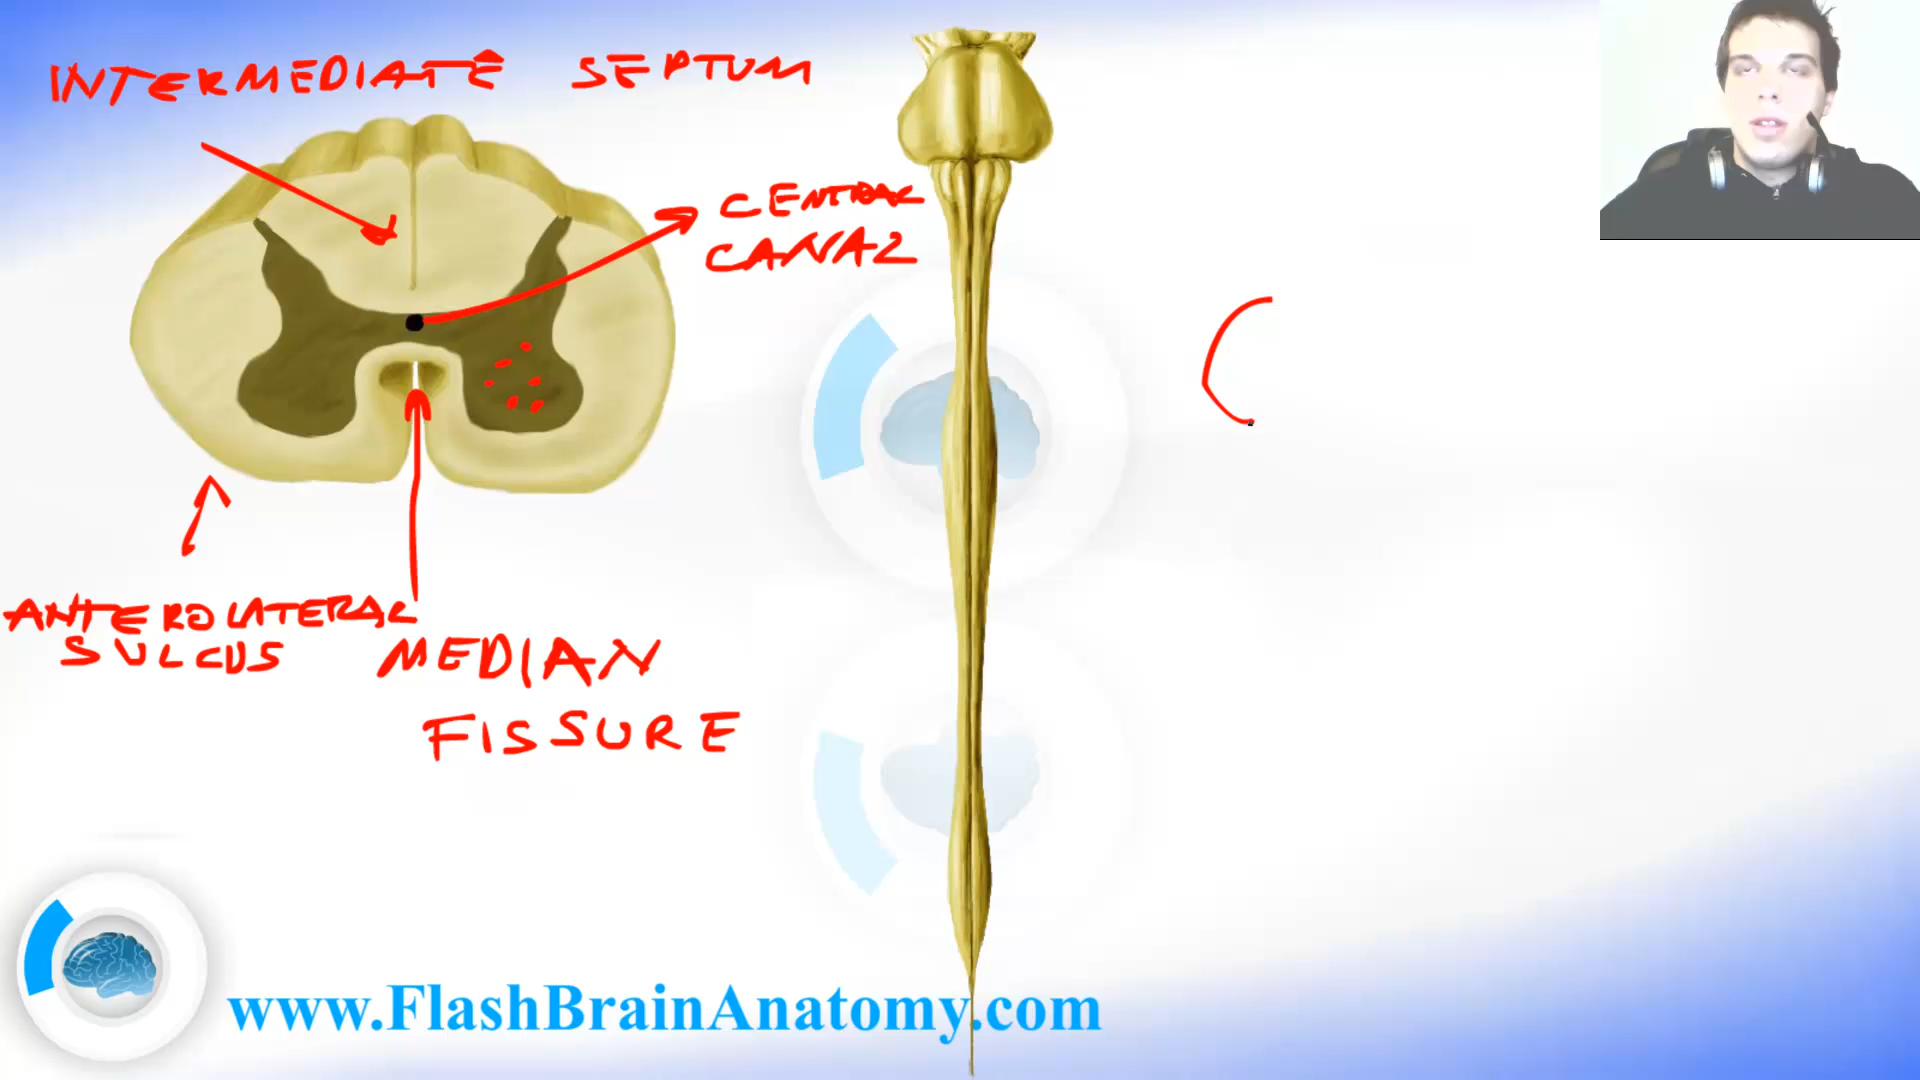 INTERMEDIATE SEPTUM
CENTRAL
CANAL
ANTEROLATERAL
SULCUS
MEDIAN
FISSURE
www.FlashBrainAnatomy.com